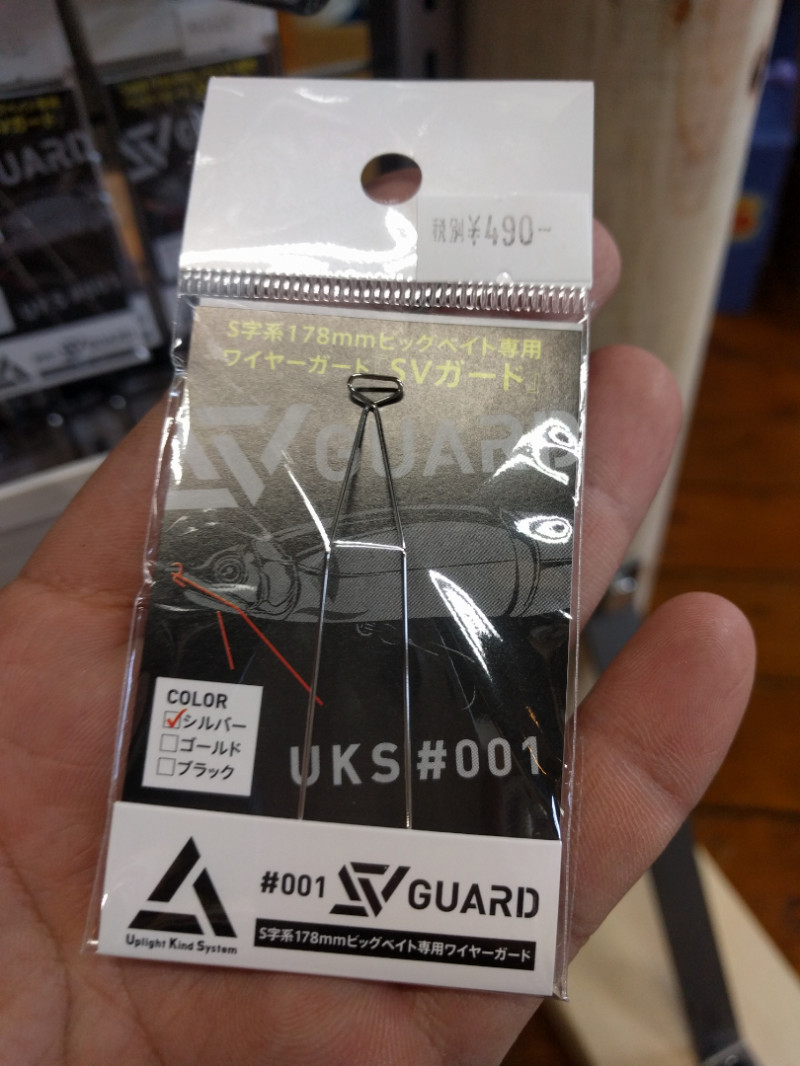 税別¥490-
S字系178mmビッグベイト専用
ワイヤーガード SVガード』
SV GUARD
COLOR
シルバー
ゴールド
ブラック
UKS #001
#001 SV GUARD
Uplight Kind System
S字系178mmビッグベイト専用ワイヤーガード
GUARD